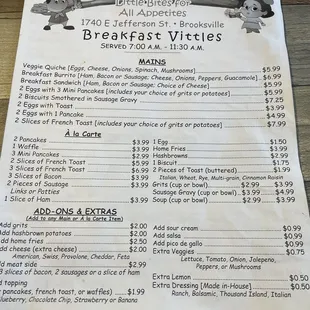 Little Bites for
All Appetites
1740 E Jefferson St. • Brooksville
Breakfast Vittles
SERVED 7:00 A.M. - 11:30 A.M.
MAINS
Veggie Quiche [Eggs, Cheese, Onions, Spinach, Mushrooms] $5.99
Breakfast Burrito [Ham, Bacon or Sausage, Cheese, Onions, Peppers, Guacamole] $6.99
Breakfast Sandwich [Ham, Bacon or Sausage; Choice of Cheese] $5.99
2 Eggs with 3 Mini Pancakes [includes your choice of grits or potatoes] $5.99
2 Biscuits Smothered in Sausage Gravy $7.25
2 Eggs with Toast $3.99
2 Eggs with 1 Pancake $4.99
2 Slices of French Toast [includes your choice of grits or potatoes] $7.99
À la Carte
2 Pancakes $3.99
1 Waffle $3.99
3 Mini Pancakes $2.99
2 Slices of French Toast $5.99
3 Slices of French Toast $6.99
3 Slices of Bacon $3.99
2 Pieces of Sausage $3.99
Links or Patties
1 Slice of Ham $3.99
1 Egg $1.50
Home Fries $3.99
Hashbrowns $2.99
1 Biscuit $1.75
2 Pieces of Toast (buttered) $1.99
Italian, Wheat, Rye, Multi-grain, Cinnamon Raisin
Grits (cup or bowl) $2.99 $3.99
Sausage Gravy (cup or bowl) $3.99 $4.99
Soup (cup or bowl) $2.99 $3.99
ADD-ONS & EXTRAS
(Add to any Main or A la Carte Item)
Add grits $2.00
Add hashbrown potatoes $2.00
Add home fries $2.50
Add cheese (extra cheese) $2.00
American, Swiss, Provolone, Cheddar, Feta
Add meat side $2.99
3 slices of bacon, 2 sausages or a slice of ham
d topping
r pancakes, french toast, or waffles) $1.99
lueberry, Chocolate Chip, Strawberry or Banana
Add sour cream $0.99
Add salsa $0.99
Add pico de gallo $0.99
Extra Veggies $0.75
Lettuce, Tomato, Onion, Jalepeno,
Peppers, or Mushrooms
Extra Lemon $0.50
Extra Dressing [Made in-House] $0.50
Ranch, Balsamic, Thousand Island, Italian